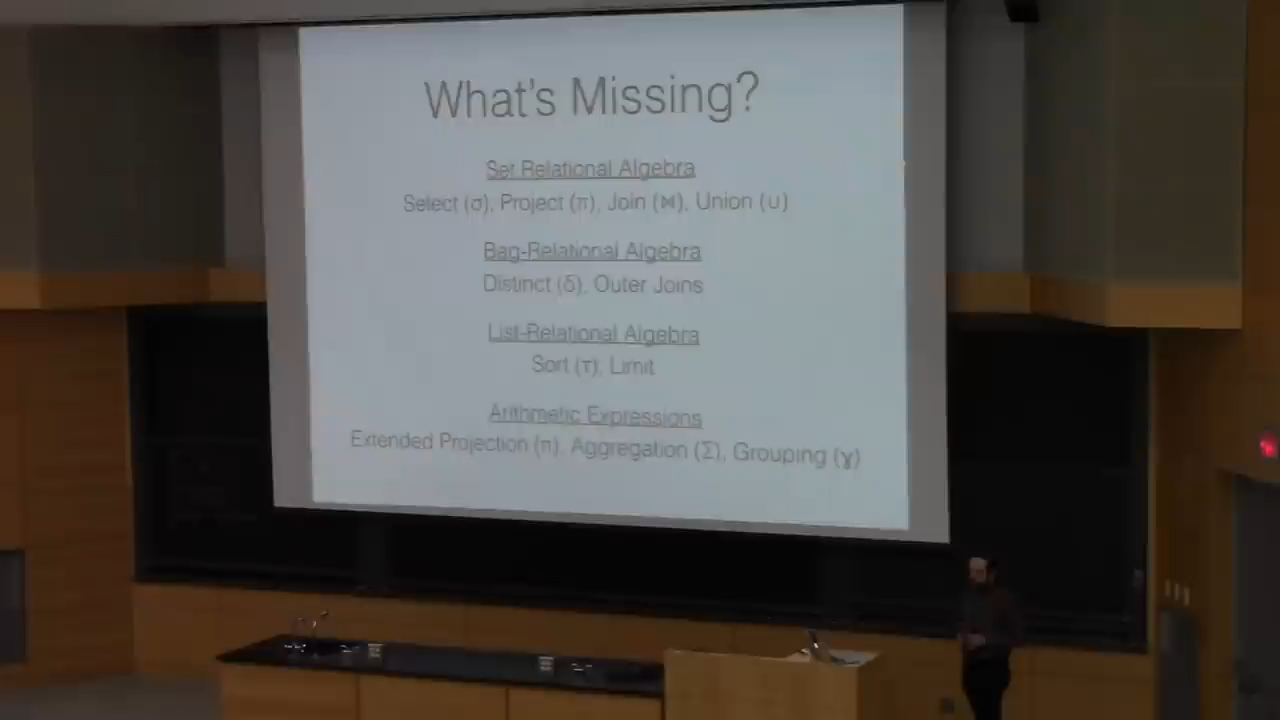 What's Missing?
Set Relational Algebra
Select (σ), Project (π), Join (⋈), Union (∪)
Bag-Relational Algebra
Distinct (δ), Outer Joins
List-Relational Algebra
Sort (τ), Limit
Arithmetic Expressions
Extended Projection (π), Aggregation (Σ), Grouping (ɣ)